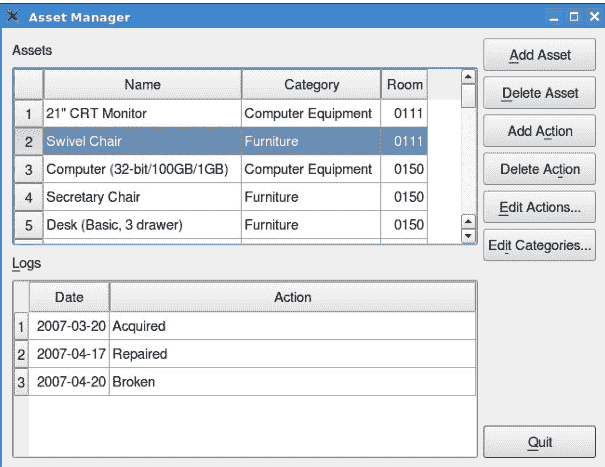 Asset Manager
Assets
Add Asset
Name Category Room
Delete Asset
1 21" CRT Monitor Computer Equipment 0111
2 Swivel Chair Furniture 0111
Add Action
3 Computer (32-bit/100GB/1GB) Computer Equipment 0150
Delete Action
4 Secretary Chair Furniture 0150
Edit Actions...
5 Desk (Basic, 3 drawer) Furniture 0150
Edit Categories...
Logs
Date Action
1 2007-03-20 Acquired
2 2007-04-17 Repaired
3 2007-04-20 Broken
Quit